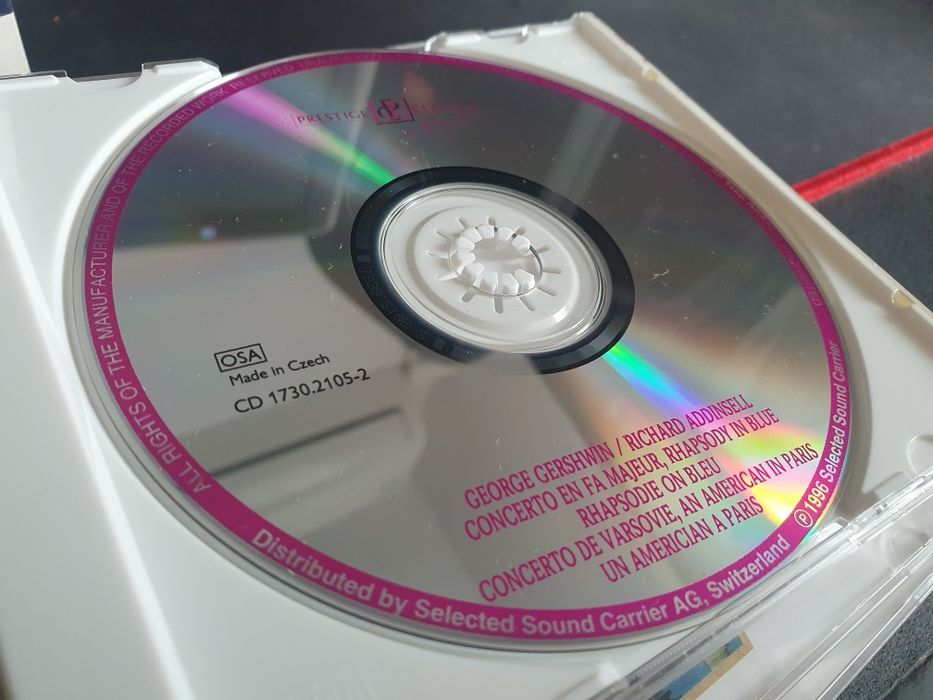 PRESTIGE
OSA
Made in Czech
CD 1730.2105-2
GEORGE GERSHWIN / RICHARD ADDINSELL
CONCERTO EN FA MAJEUR, RHAPSODY IN BLUE
RHAPSODIE ON BLEU
CONCERTO DE VARSOVIE, AN AMERICAN IN PARIS
UN AMERICIAN A PARIS
ALL RIGHTS OF THE MANUFACTURER AND OF THE RECORDED WORK RESERVED
Distributed by Selected Sound Carrier AG, Switzerland
℗ 1996 Selected Sound Carrier